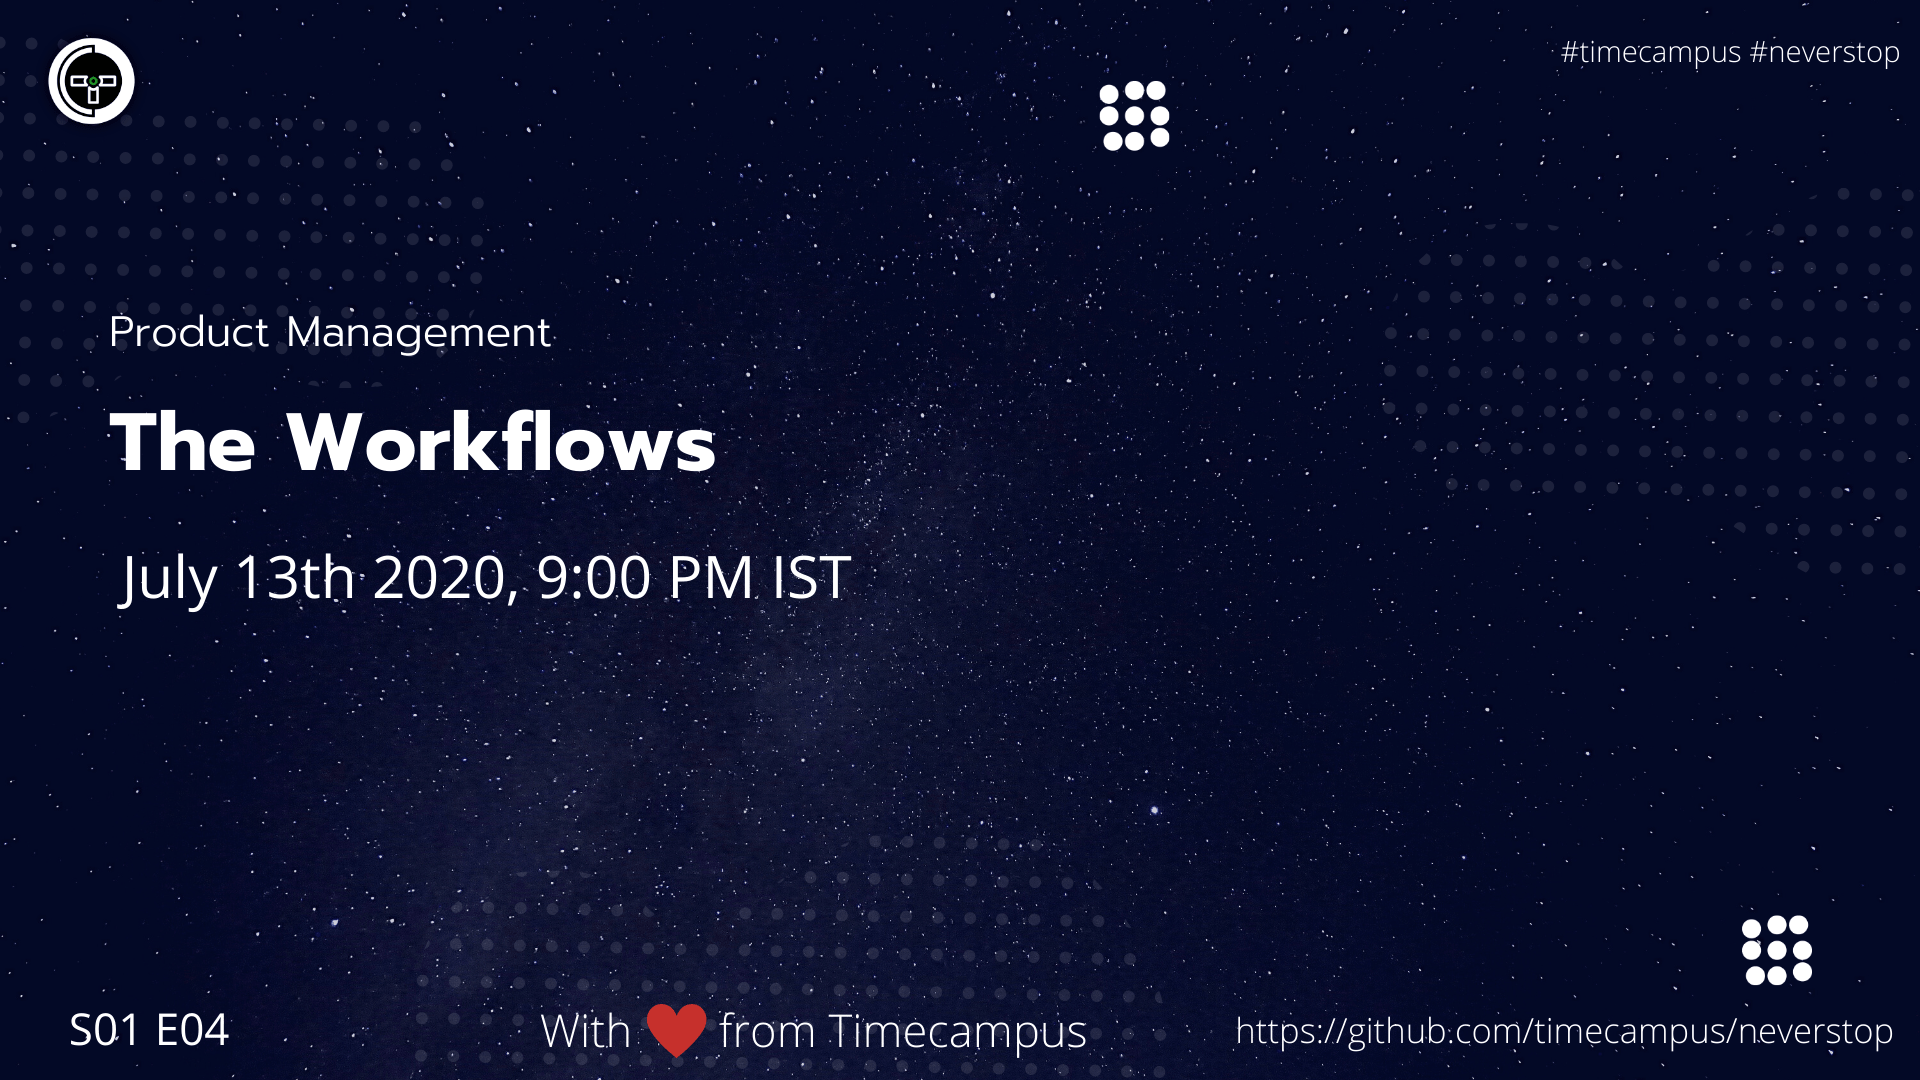 #timecampus #neverstop
Product Management
The Workflows
July 13th 2020, 9:00 PM IST
S01 E04
With ❤ from Timecampus
https://github.com/timecampus/neverstop